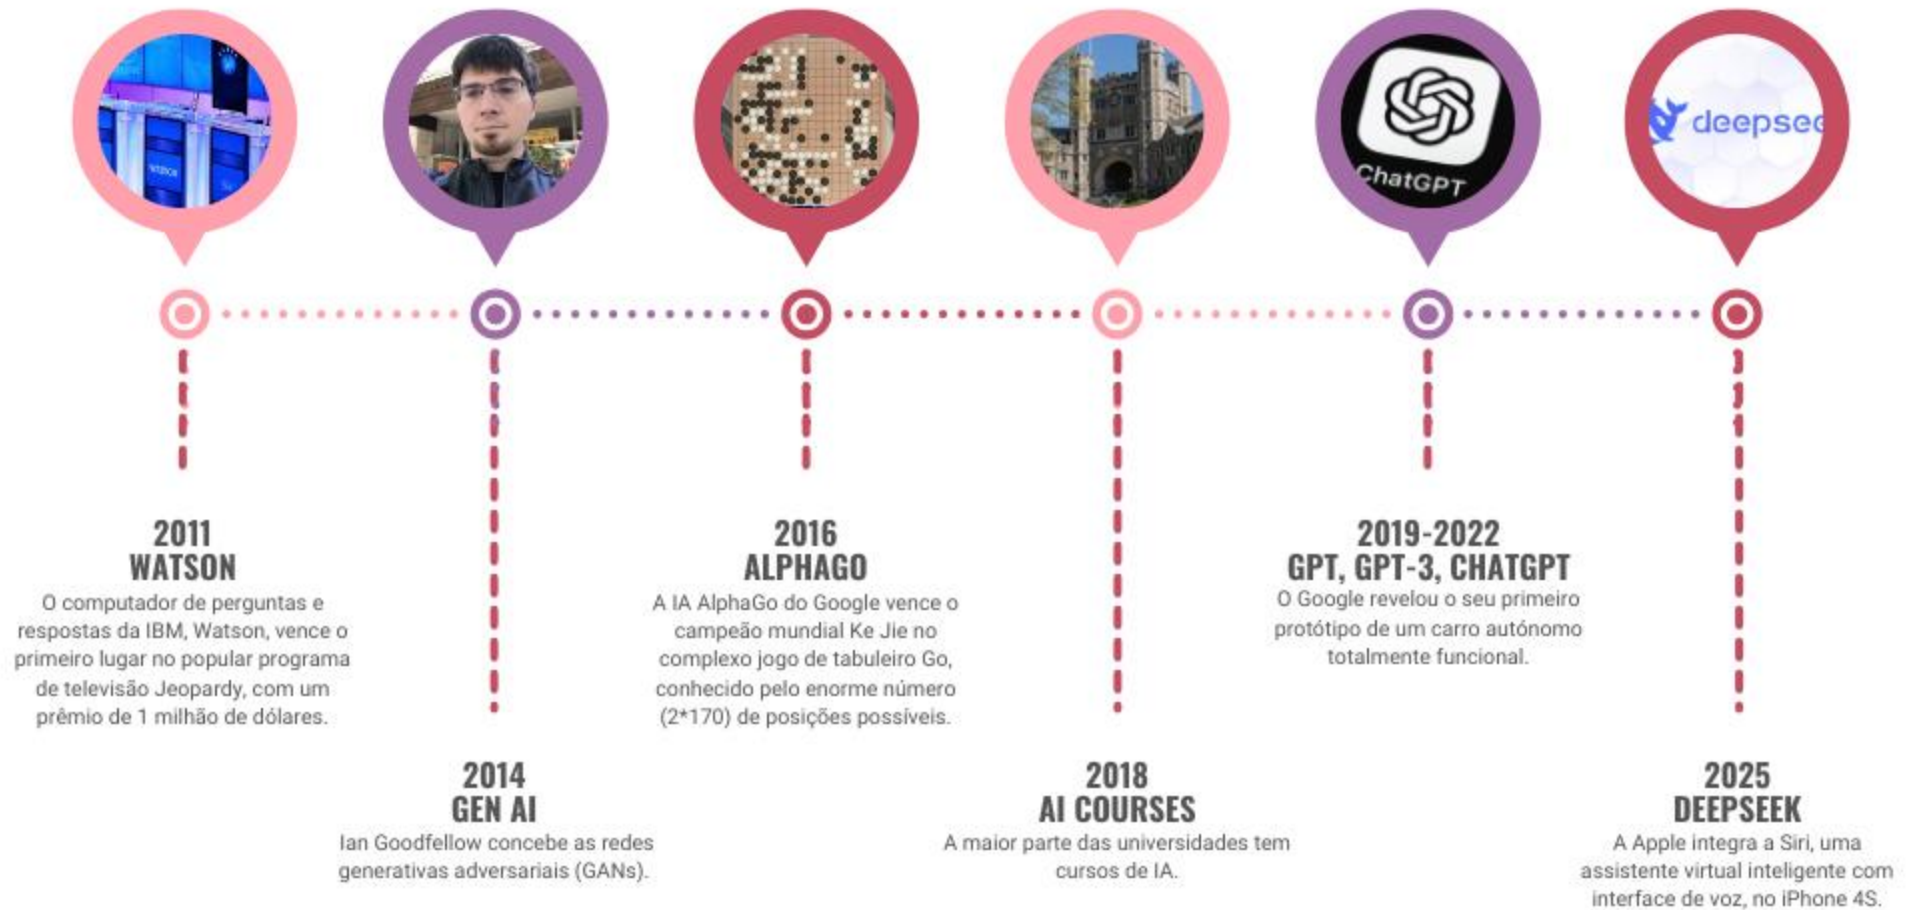 WATSON
deepseec
ChatGPT
2011
WATSON
O computador de perguntas e
respostas da IBM, Watson, vence o
primeiro lugar no popular programa
de televisão Jeopardy, com um
prêmio de 1 milhão de dólares.
2014
GEN AI
Ian Goodfellow concebe as redes
generativas adversariais (GANs).
2016
ALPHAGO
A IA AlphaGo do Google vence o
campeão mundial Ke Jie no
complexo jogo de tabuleiro Go,
conhecido pelo enorme número
(2*170) de posições possíveis.
2018
AI COURSES
A maior parte das universidades tem
cursos de IA.
2019-2022
GPT, GPT-3, CHATGPT
O Google revelou o seu primeiro
protótipo de um carro autónomo
totalmente funcional.
2025
DEEPSEEK
A Apple integra a Siri, uma
assistente virtual inteligente com
interface de voz, no iPhone 4S.